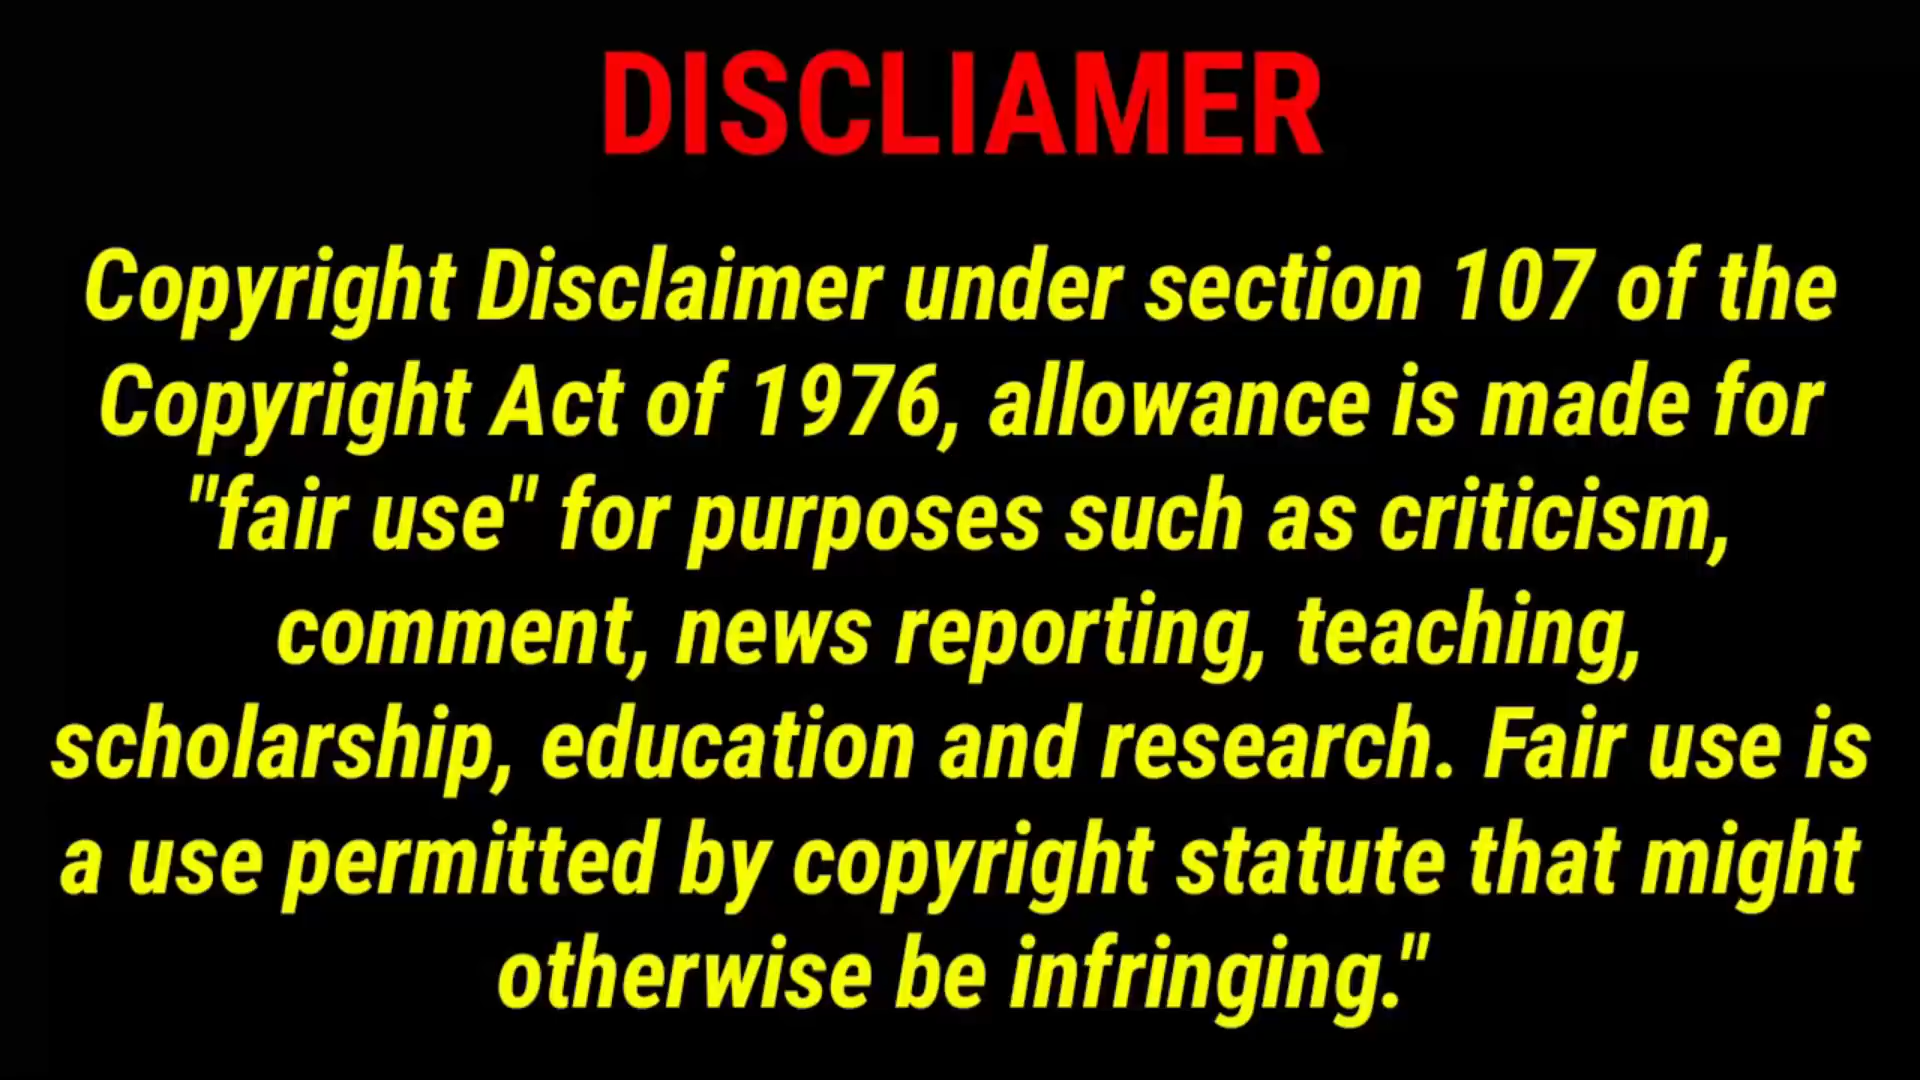 DISCLIAMER
Copyright Disclaimer under section 107 of the
Copyright Act of 1976, allowance is made for
"fair use" for purposes such as criticism,
comment, news reporting, teaching,
scholarship, education and research. Fair use is
a use permitted by copyright statute that might
otherwise be infringing."